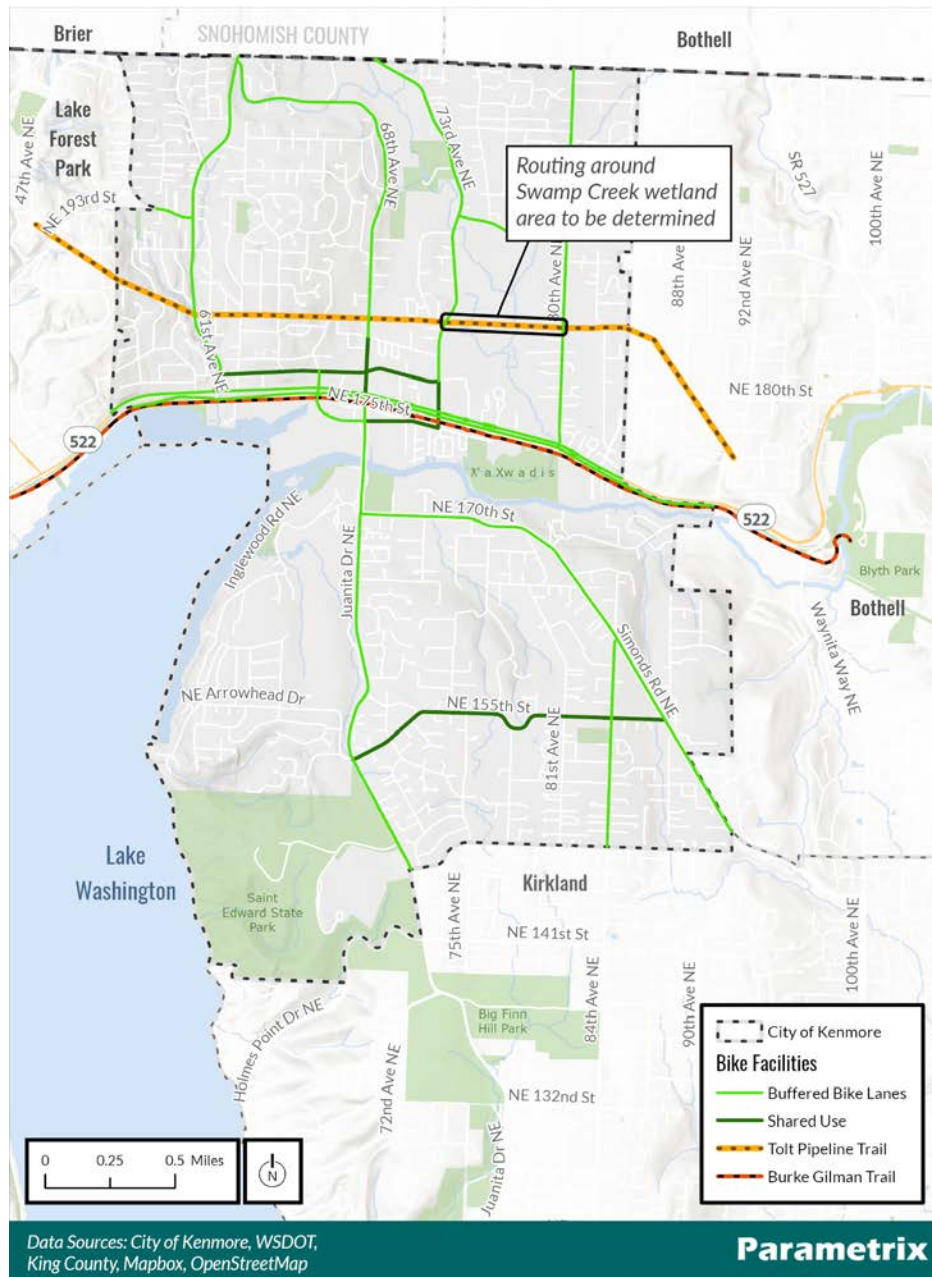 Brier
SNOHOMISH COUNTY
Bothell
Lake
Forest
Park
47th Ave NE
NE 193rd St
68th Ave NE
73rd Ave NE
Routing around
Swamp Creek wetland
area to be determined
SR 527
100th Ave NE
80th Ave NE
88th Ave
92nd Ave NE
61st Ave NE
NE 175th St
NE 180th St
522
522
NE 170th St
Inglewood Rd NE
Juanita Dr NE
Blyth Park
Bothell
Simonds Rd NE
Waynita Way NE
NE Arrowhead Dr
NE 155th St
81st Ave NE
Lake
Washington
Saint
Edward State
Park
Kirkland
75th Ave NE
NE 141st St
100th Ave NE
Big Finn
Hill Park
84th Ave NE
90th Ave NE
Holmes Point Dr NE
72nd Ave NE
NE 132nd St
Juanita Dr NE
City of Kenmore
Bike Facilities
Buffered Bike Lanes
Shared Use
Tolt Pipeline Trail
Burke Gilman Trail
0 0.25 0.5 Miles
N
Data Sources: City of Kenmore, WSDOT,
King County, Mapbox, OpenStreetMap
Parametrix